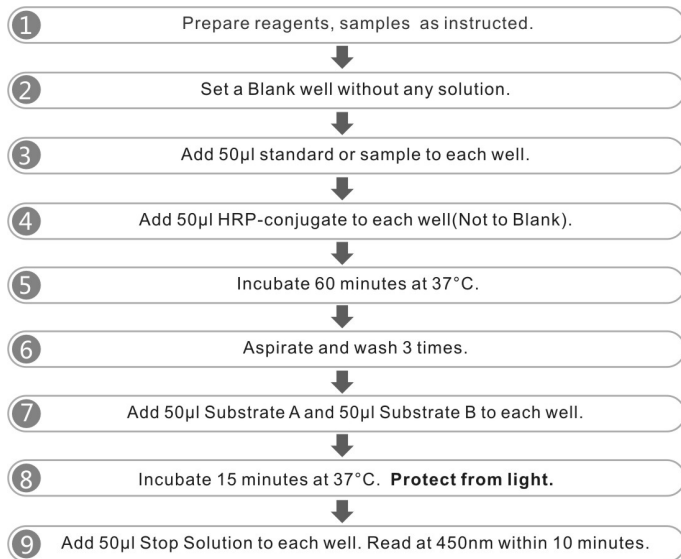 1 Prepare reagents, samples as instructed.
2 Set a Blank well without any solution.
3 Add 50μl standard or sample to each well.
4 Add 50μl HRP-conjugate to each well(Not to Blank).
5 Incubate 60 minutes at 37°C.
6 Aspirate and wash 3 times.
7 Add 50μl Substrate A and 50μl Substrate B to each well.
8 Incubate 15 minutes at 37°C. Protect from light.
9 Add 50μl Stop Solution to each well. Read at 450nm within 10 minutes.